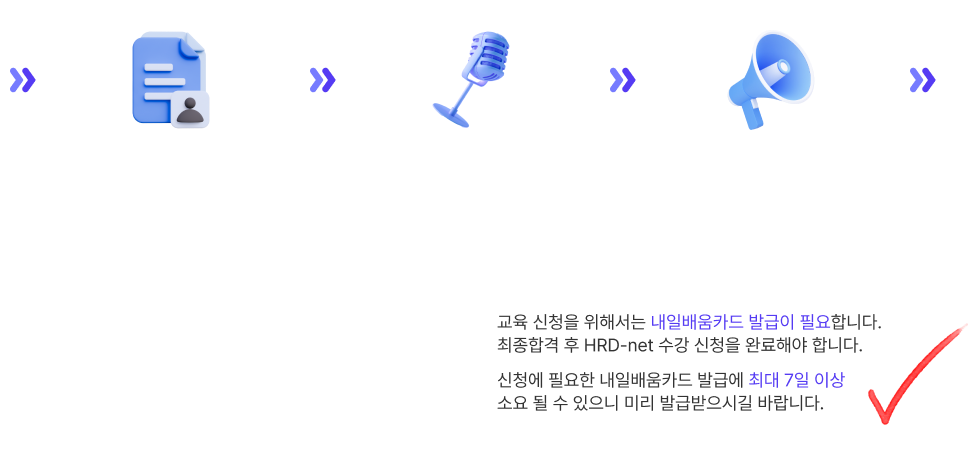 교육 신청을 위해서는 내일배움카드 발급이 필요합니다.
최종합격 후 HRD-net 수강 신청을 완료해야 합니다.
신청에 필요한 내일배움카드 발급에 최대 7일 이상
소요 될 수 있으니 미리 발급받으시길 바랍니다.